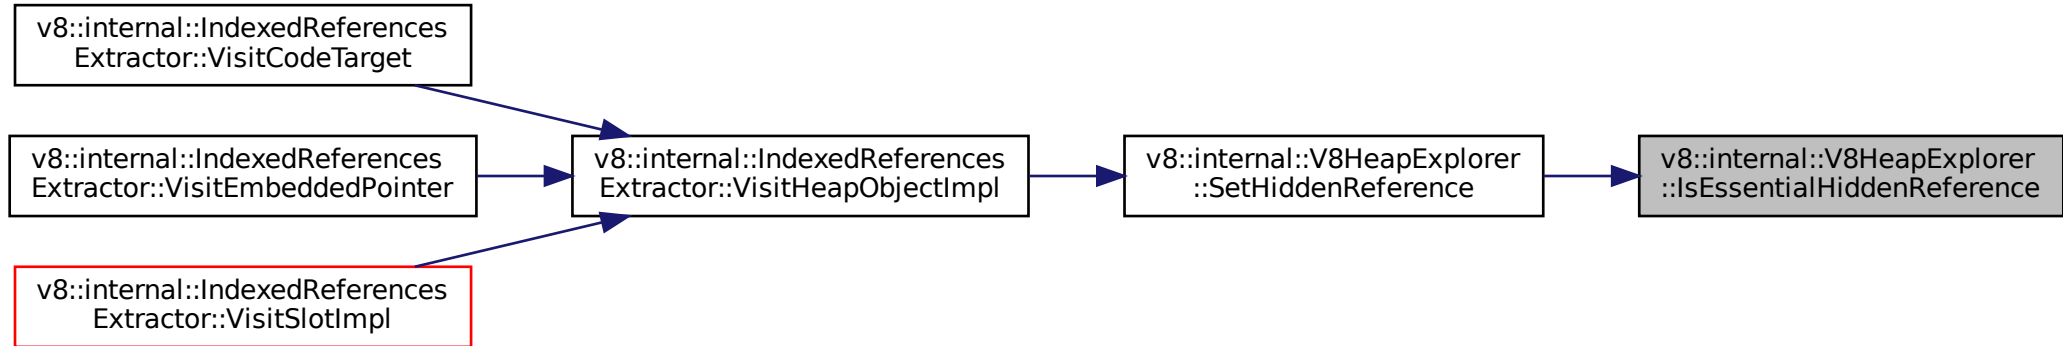 v8::internal::IndexedReferences
Extractor::VisitCodeTarget
v8::internal::IndexedReferences
Extractor::VisitEmbeddedPointer
v8::internal::IndexedReferences
Extractor::VisitSlotImpl
v8::internal::IndexedReferences
Extractor::VisitHeapObjectImpl
v8::internal::V8HeapExplorer
::SetHiddenReference
v8::internal::V8HeapExplorer
::IsEssentialHiddenReference